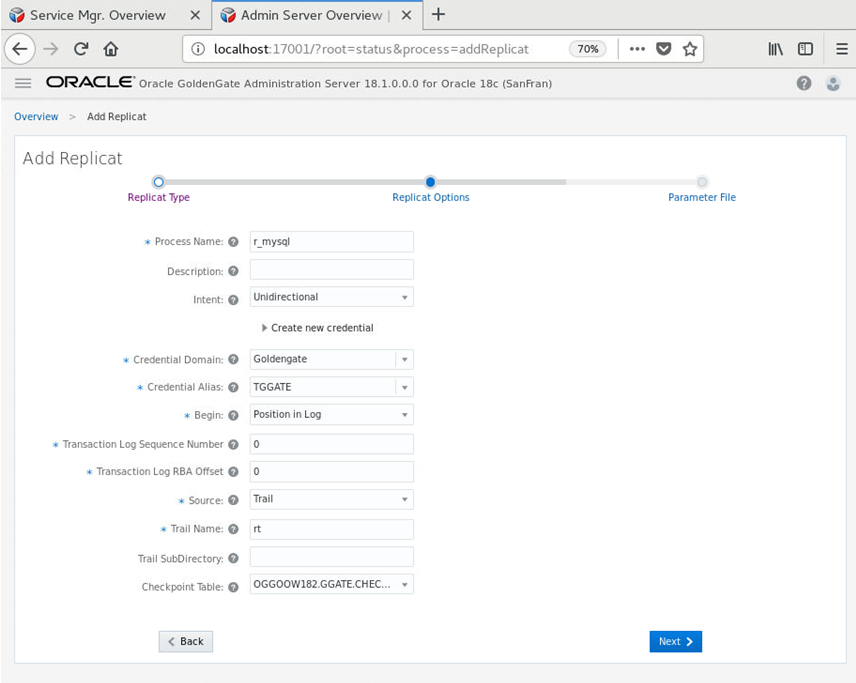 Service Mgr. Overview
Admin Server Overview |
localhost:17001/?root=status&process=addReplicat
70%
ORACLE® Oracle GoldenGate Administration Server 18.1.0.0.0 for Oracle 18c (SanFran)
Overview > Add Replicat
Add Replicat
Replicat Type
Replicat Options
Parameter File
* Process Name: ? r_mysql
Description: ?
Intent: ? Unidirectional
Create new credential
* Credential Domain: ? Goldengate
* Credential Alias: ? TGGATE
* Begin: ? Position in Log
* Transaction Log Sequence Number ? 0
* Transaction Log RBA Offset ? 0
* Source: ? Trail
* Trail Name: ? rt
Trail SubDirectory: ?
Checkpoint Table: ? OGGOOW182.GGATE.CHEC...
Back
Next